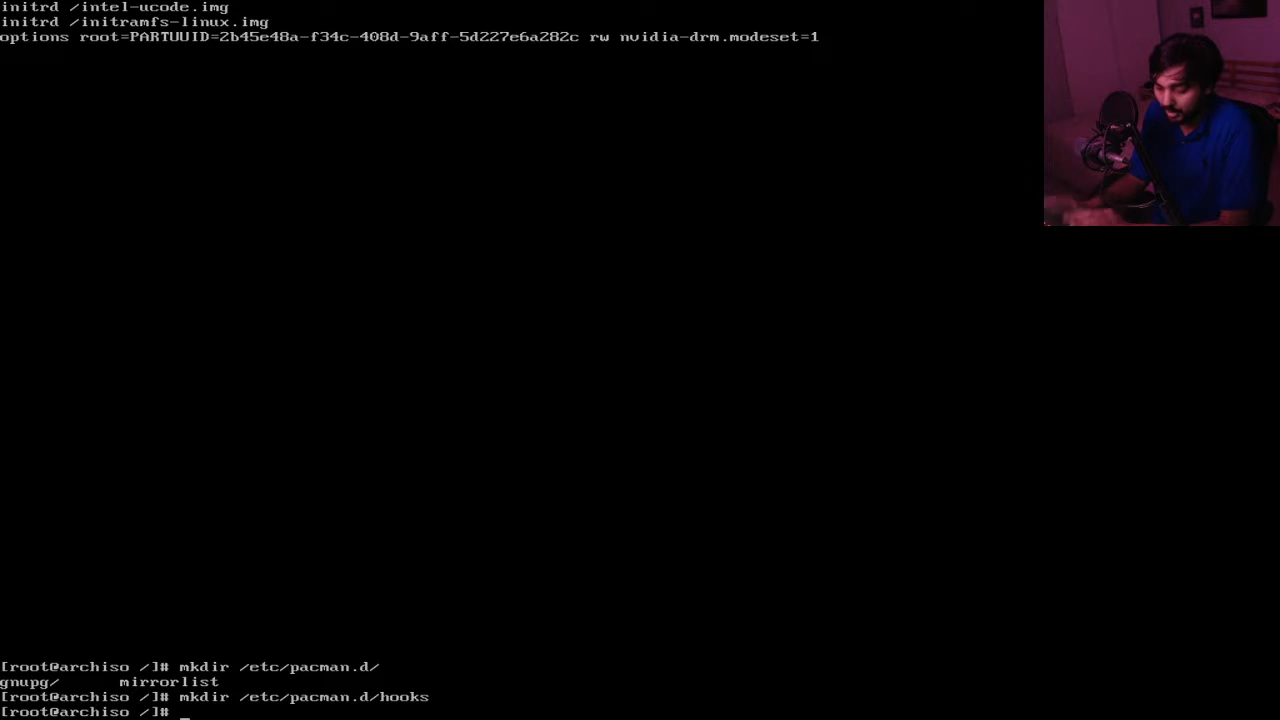 initrd /intel-ucode.img
initrd /initramfs-linux.img
options root=PARTUUID=2b45e48a-f34c-408d-9aff-5d227e6a282c rw nvidia-drm.modeset=1
[root@archiso /]# mkdir /etc/pacman.d/
gnupg/      mirrorlist
[root@archiso /]# mkdir /etc/pacman.d/hooks
[root@archiso /]# _